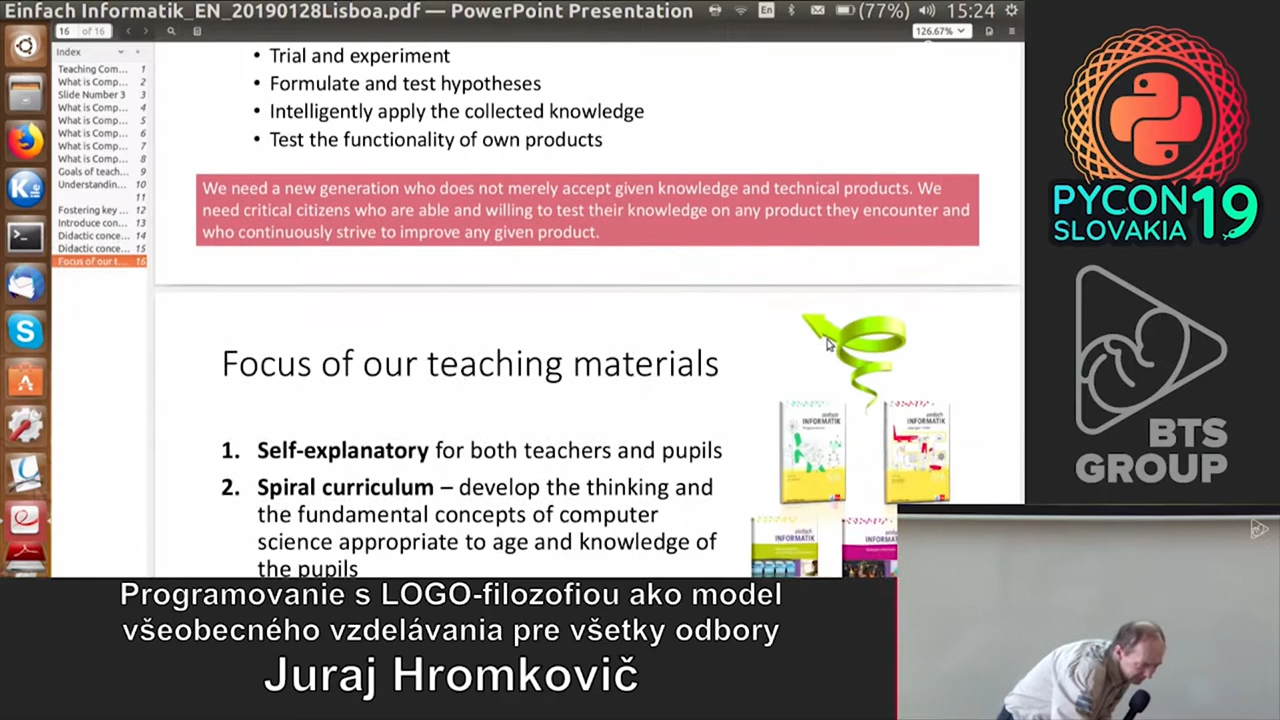 Einfach Informatik_EN_20190128Lisboa.pdf — PowerPoint Presentation
En
(77%)
15:24
16 of 16
126.67%
Index
Teaching Com... 1
What is Comp... 2
Slide Number 3 3
What is Comp... 4
What is Comp... 5
What is Comp... 6
What is Comp... 7
What is Comp... 8
Goals of teach... 9
Understandin... 10
11
Fostering key ... 12
Introduce con... 13
Didactic conce... 14
Didactic conce... 15
Focus of our t... 16
• Trial and experiment
• Formulate and test hypotheses
• Intelligently apply the collected knowledge
• Test the functionality of own products
We need a new generation who does not merely accept given knowledge and technical products. We
need critical citizens who are able and willing to test their knowledge on any product they encounter and
who continuously strive to improve any given product.
Focus of our teaching materials
1. Self-explanatory for both teachers and pupils
2. Spiral curriculum – develop the thinking and
the fundamental concepts of computer
science appropriate to age and knowledge of
the pupils
einfach
INFORMATIK
einfach
INFORMATIK
einfach
INFORMATIK
einfach
PYCON
SLOVAKIA
19
BTS
GROUP
Programovanie s LOGO-filozofiou ako model
všeobecného vzdelávania pre všetky odbory
Juraj Hromkovič